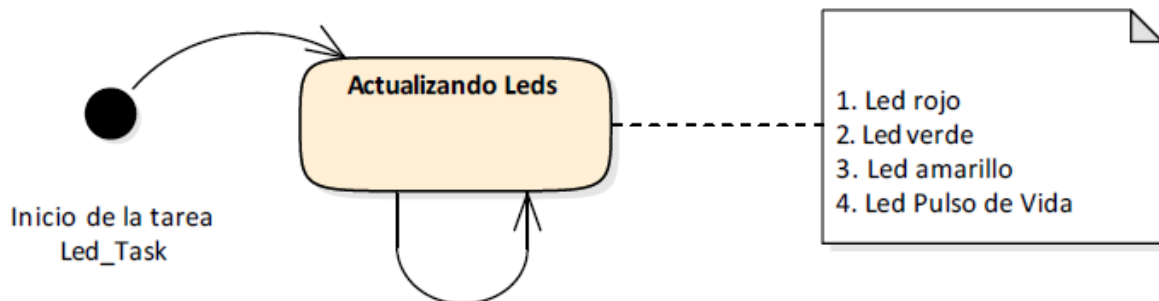 Actualizando Leds
1. Led rojo
2. Led verde
3. Led amarillo
4. Led Pulso de Vida
Inicio de la tarea
Led_Task